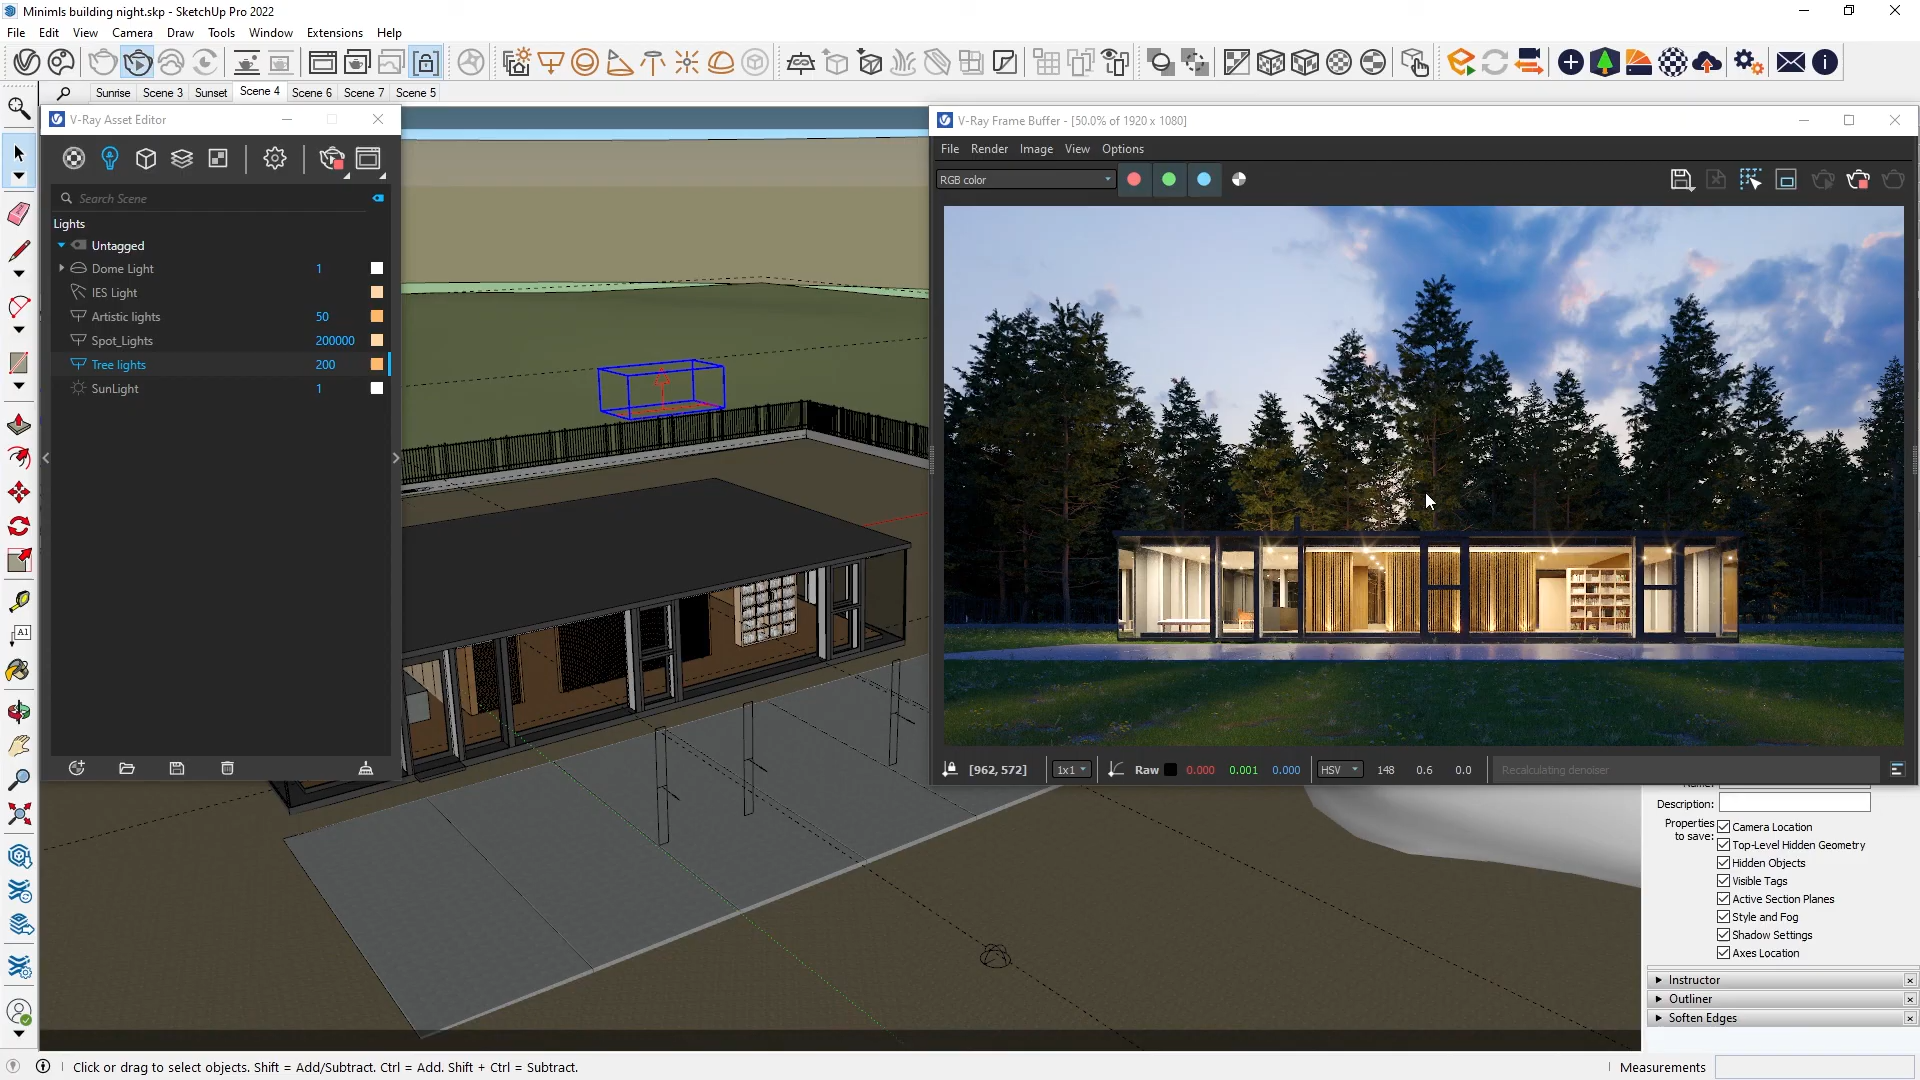 Minimls building night.skp - SketchUp Pro 2022
File Edit View Camera Draw Tools Window Extensions Help
Sunrise Scene 3 Sunset Scene 4 Scene 6 Scene 7 Scene 5
V-Ray Asset Editor
Search Scene
Lights
Untagged
Dome Light 1
IES Light
Artistic lights 50
Spot_Lights 200000
Tree lights 200
SunLight 1
V-Ray Frame Buffer - [50.0% of 1920 x 1080]
File Render Image View Options
RGB color
[962, 572] 1x1 Raw 0.000 0.001 0.000 HSV 148 0.6 0.0 Recalculating denoiser
Description:
Properties to save:
Camera Location
Top-Level Hidden Geometry
Hidden Objects
Visible Tags
Active Section Planes
Style and Fog
Shadow Settings
Axes Location
Instructor
Outliner
Soften Edges
A1
Click or drag to select objects. Shift = Add/Subtract. Ctrl = Add. Shift + Ctrl = Subtract.
Measurements